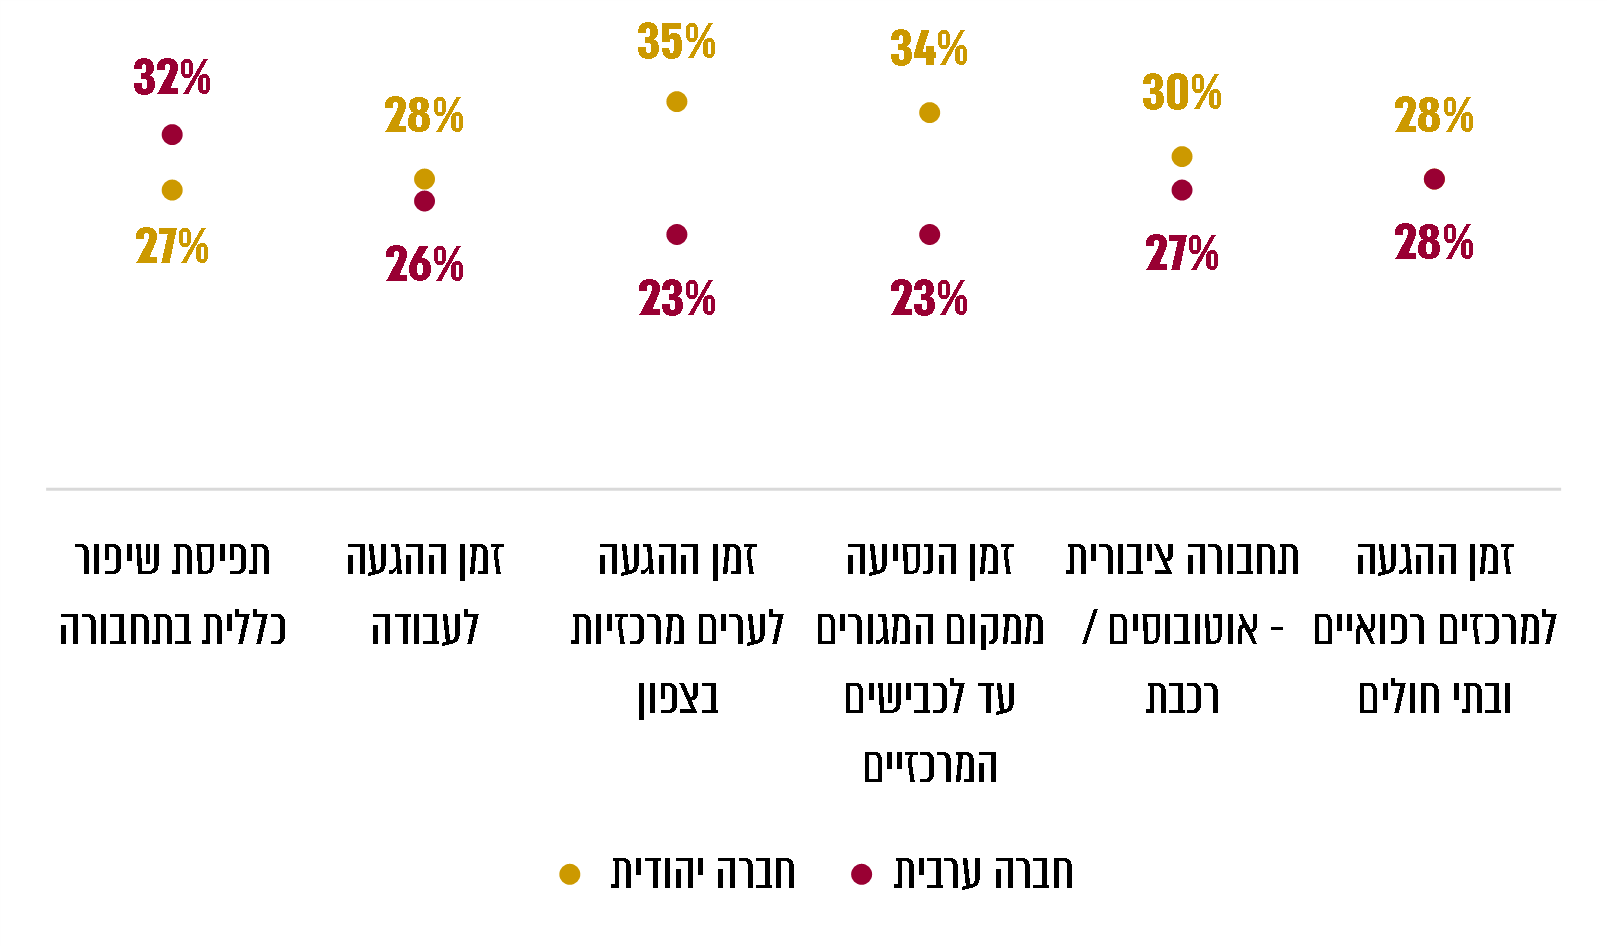 32%
27%
28%
26%
35%
23%
34%
23%
30%
27%
28%
28%
תפיסת שיפור
כללית בתחבורה
זמן ההגעה
לעבודה
זמן ההגעה
לערים מרכזיות
בצפון
זמן הנסיעה
ממקום המגורים
עד לכבישים
המרכזיים
תחבורה ציבורית
- אוטובוסים /
רכבת
זמן ההגעה
למרכזים רפואיים
ובתי חולים
חברה יהודית
חברה ערבית